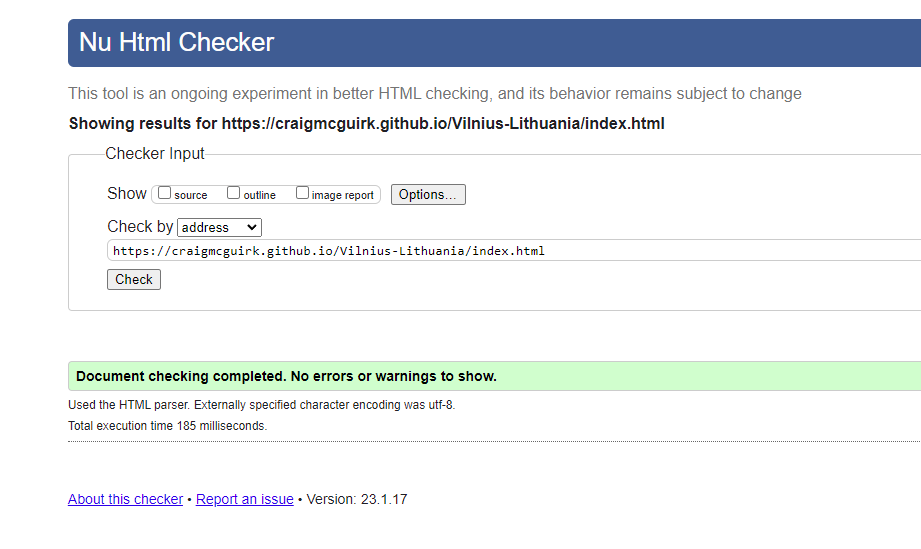 Nu Html Checker
This tool is an ongoing experiment in better HTML checking, and its behavior remains subject to change
Showing results for https://craigmcguirk.github.io/Vilnius-Lithuania/index.html
Checker Input
Show source outline image report Options...
Check by address
https://craigmcguirk.github.io/Vilnius-Lithuania/index.html
Check
Document checking completed. No errors or warnings to show.
Used the HTML parser. Externally specified character encoding was utf-8.
Total execution time 185 milliseconds.
About this checker • Report an issue • Version: 23.1.17